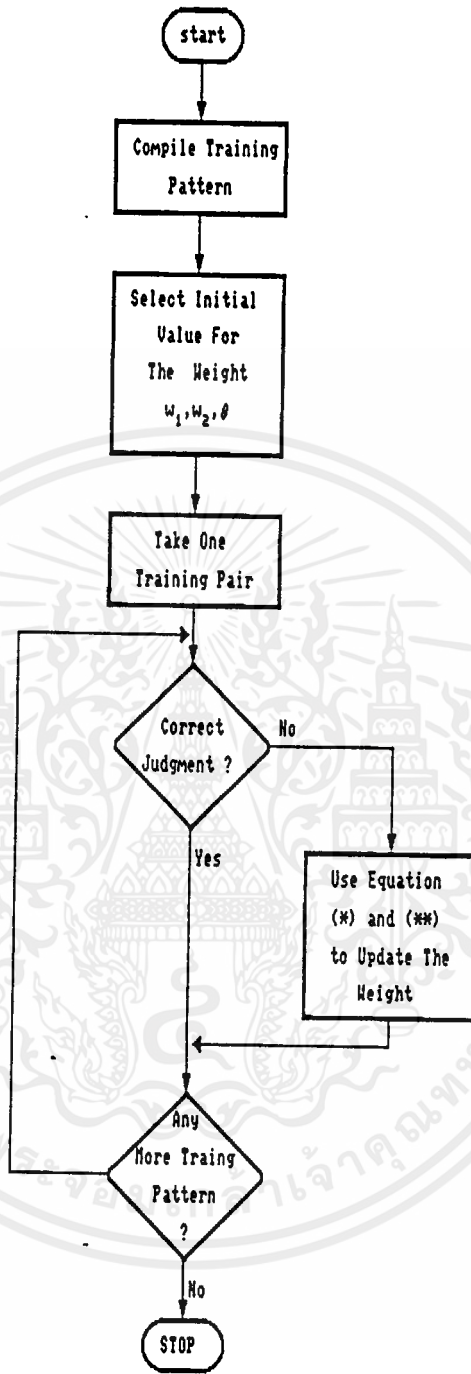 start
Compile Training
Pattern
Select Initial
Value For
The Weight
w₁,w₂,θ
Take One
Training Pair
Correct
Judgment ?
No
Yes
Use Equation
(*) and (**)
to Update The
Weight
Any
More Traing
Pattern
?
No
STOP